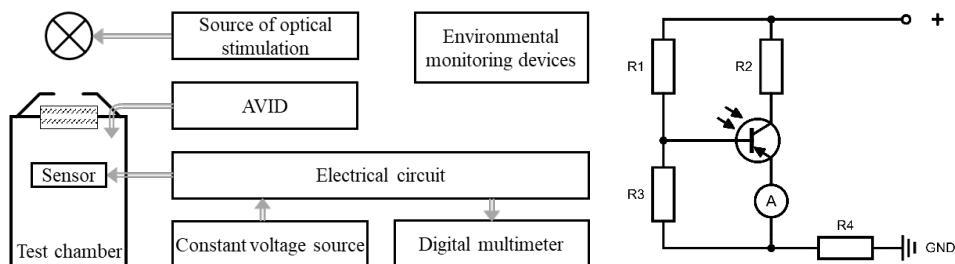 Source of optical
stimulation
Environmental
monitoring devices
AVID
Sensor
Electrical circuit
Test chamber
Constant voltage source
Digital multimeter
+
R1
R2
R3
A
R4
GND